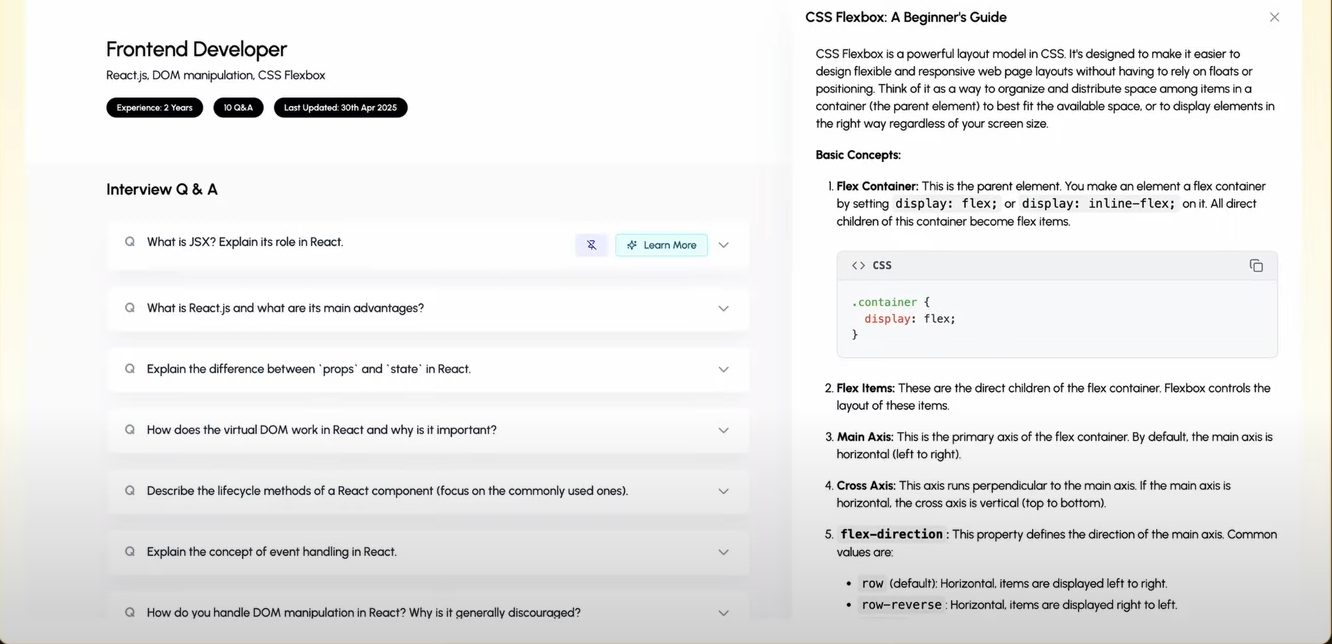 Frontend Developer
React.js, DOM manipulation, CSS Flexbox
Experience: 2 Years
10 Q&A
Last Updated: 30th Apr 2025
Interview Q & A
Q What is JSX? Explain its role in React.
Learn More
Q What is React.js and what are its main advantages?
Q Explain the difference between `props` and `state` in React.
Q How does the virtual DOM work in React and why is it important?
Q Describe the lifecycle methods of a React component (focus on the commonly used ones).
Q Explain the concept of event handling in React.
Q How do you handle DOM manipulation in React? Why is it generally discouraged?
CSS Flexbox: A Beginner's Guide
CSS Flexbox is a powerful layout model in CSS. It's designed to make it easier to
design flexible and responsive web page layouts without having to rely on floats or
positioning. Think of it as a way to organize and distribute space among items in a
container (the parent element) to best fit the available space, or to display elements in
the right way regardless of your screen size.
Basic Concepts:
1. Flex Container: This is the parent element. You make an element a flex container
by setting display: flex; or display: inline-flex; on it. All direct
children of this container become flex items.
<> CSS
.container {
display: flex;
}
2. Flex Items: These are the direct children of the flex container. Flexbox controls the
layout of these items.
3. Main Axis: This is the primary axis of the flex container. By default, the main axis is
horizontal (left to right).
4. Cross Axis: This axis runs perpendicular to the main axis. If the main axis is
horizontal, the cross axis is vertical (top to bottom).
5. flex-direction : This property defines the direction of the main axis. Common
values are:
• row (default): Horizontal, items are displayed left to right.
• row-reverse : Horizontal, items are displayed right to left.